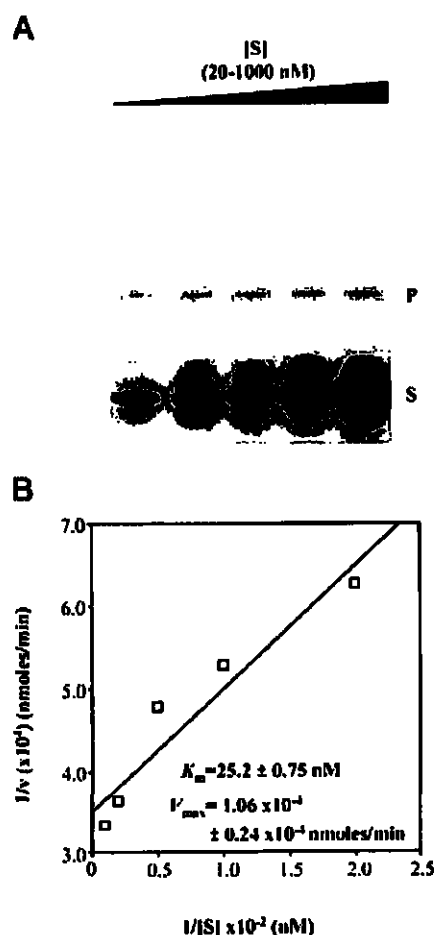 A
[S]
(20-1000 nM)
P
S
B
7.0
6.0
5.0
4.0
3.0
1/v (x10⁴) (nmoles/min)
Kₘ=25.2 ± 0.75 nM
Vₘₐₓ= 1.06 x10⁻⁴
± 0.24 x10⁻⁴ nmoles/min
0 0.5 1.0 1.5 2.0 2.5
1/[S] x10⁻² (nM)